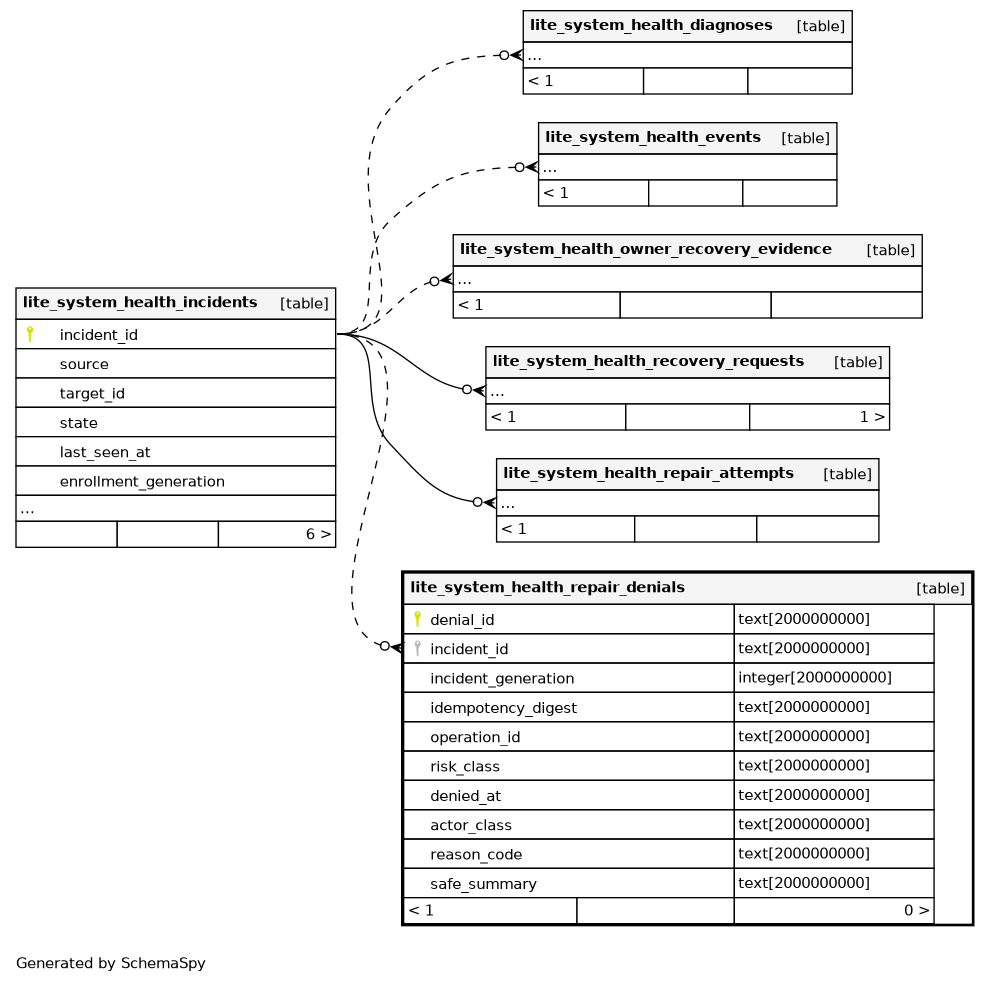 lite_system_health_diagnoses [table]
...
< 1
lite_system_health_events [table]
...
< 1
lite_system_health_owner_recovery_evidence [table]
...
< 1
lite_system_health_incidents [table]
incident_id
source
target_id
state
last_seen_at
enrollment_generation
...
6 >
lite_system_health_recovery_requests [table]
...
< 1 1 >
lite_system_health_repair_attempts [table]
...
< 1
lite_system_health_repair_denials [table]
denial_id text[2000000000]
incident_id text[2000000000]
incident_generation integer[2000000000]
idempotency_digest text[2000000000]
operation_id text[2000000000]
risk_class text[2000000000]
denied_at text[2000000000]
actor_class text[2000000000]
reason_code text[2000000000]
safe_summary text[2000000000]
< 1 0 >
Generated by SchemaSpy